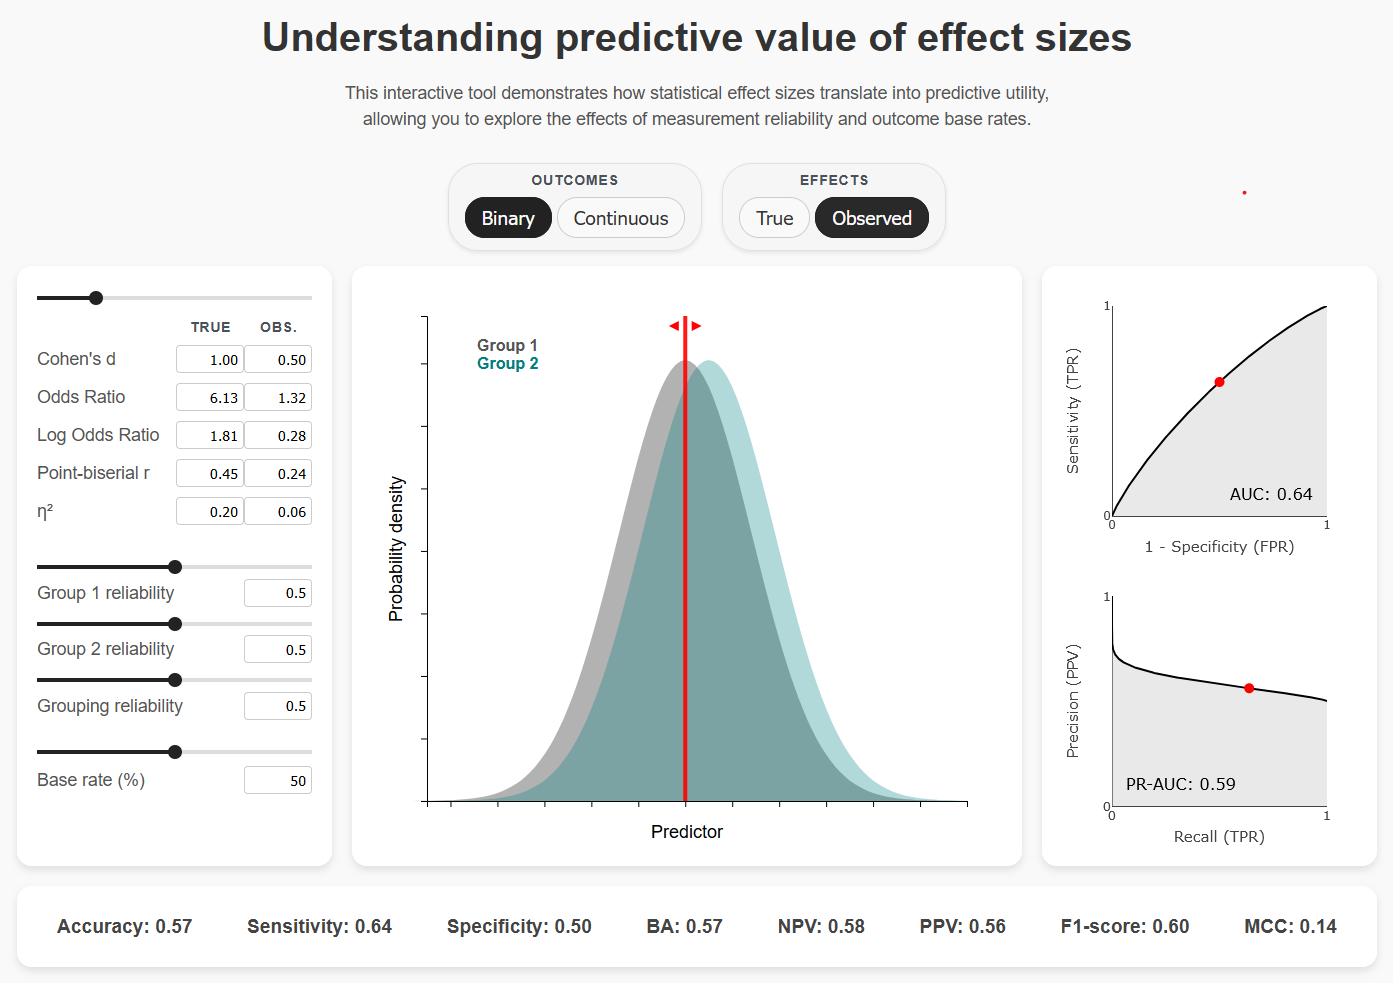 Understanding predictive value of effect sizes
This interactive tool demonstrates how statistical effect sizes translate into predictive utility,
allowing you to explore the effects of measurement reliability and outcome base rates.
OUTCOMES
Binary Continuous
EFFECTS
True Observed
TRUE OBS.
Cohen's d 1.00 0.50
Odds Ratio 6.13 1.32
Log Odds Ratio 1.81 0.28
Point-biserial r 0.45 0.24
η² 0.20 0.06
Group 1 reliability 0.5
Group 2 reliability 0.5
Grouping reliability 0.5
Base rate (%) 50
Group 1
Group 2
Probability density
Predictor
1
Sensitivity (TPR)
AUC: 0.64
0
0 1
1 - Specificity (FPR)
1
Precision (PPV)
PR-AUC: 0.59
0
0 1
Recall (TPR)
Accuracy: 0.57 Sensitivity: 0.64 Specificity: 0.50 BA: 0.57 NPV: 0.58 PPV: 0.56 F1-score: 0.60 MCC: 0.14